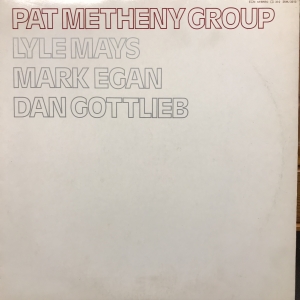 PAT METHENY GROUP
LYLE MAYS
MARK EGAN
DAN GOTTLIEB